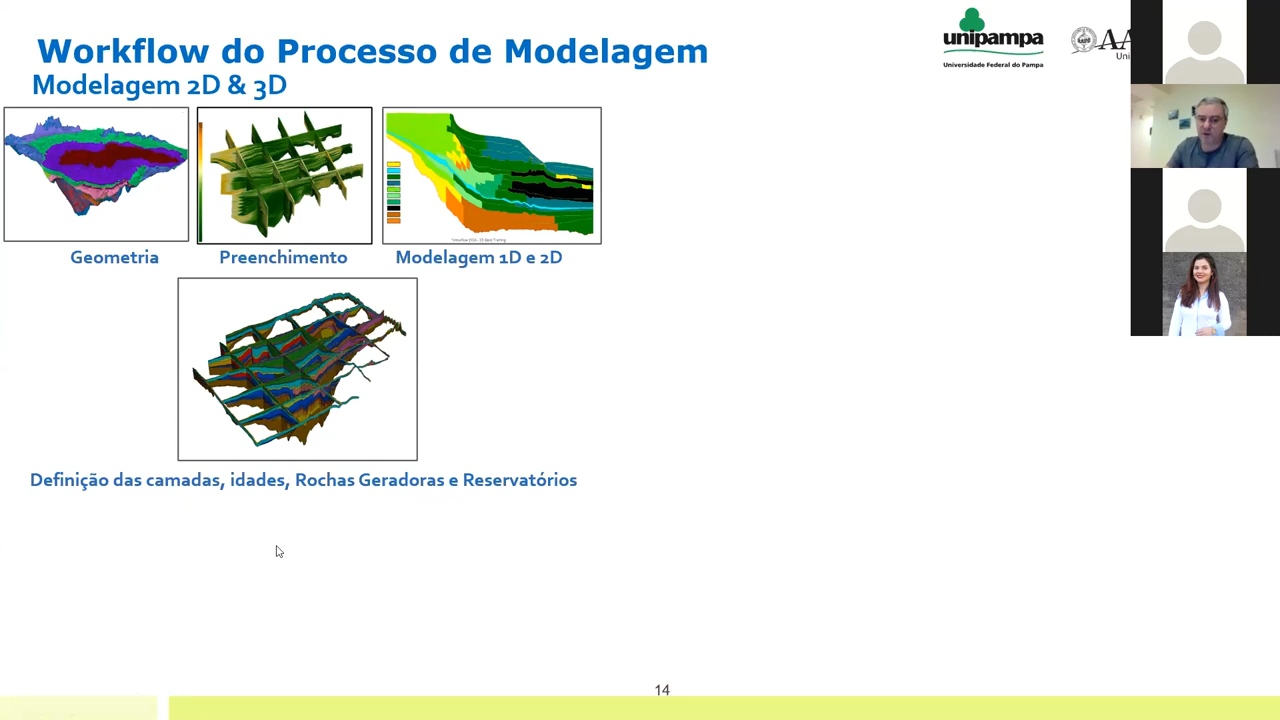 Workflow do Processo de Modelagem
Modelagem 2D & 3D
unipampa
Universidade Federal do Pampa
Geometria
Preenchimento
Modelagem 1D e 2D
Definição das camadas, idades, Rochas Geradoras e Reservatórios
14